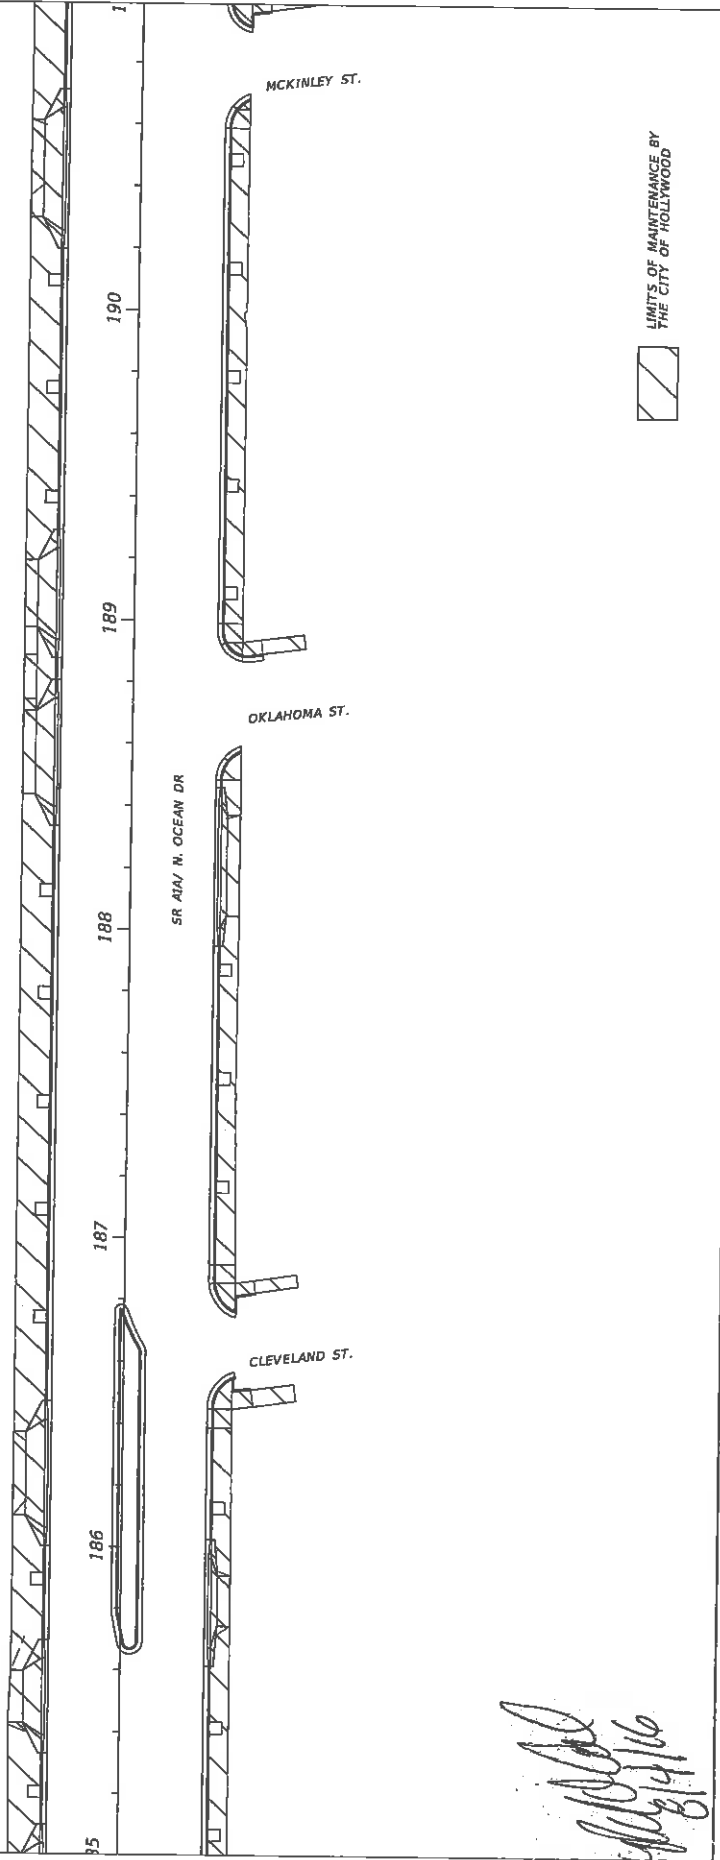 MCKINLEY ST.
LIMITS OF MAINTENANCE BY
THE CITY OF HOLLYWOOD
190
189
OKLAHOMA ST.
SR A1A/ N. OCEAN DR
188
187
CLEVELAND ST.
186